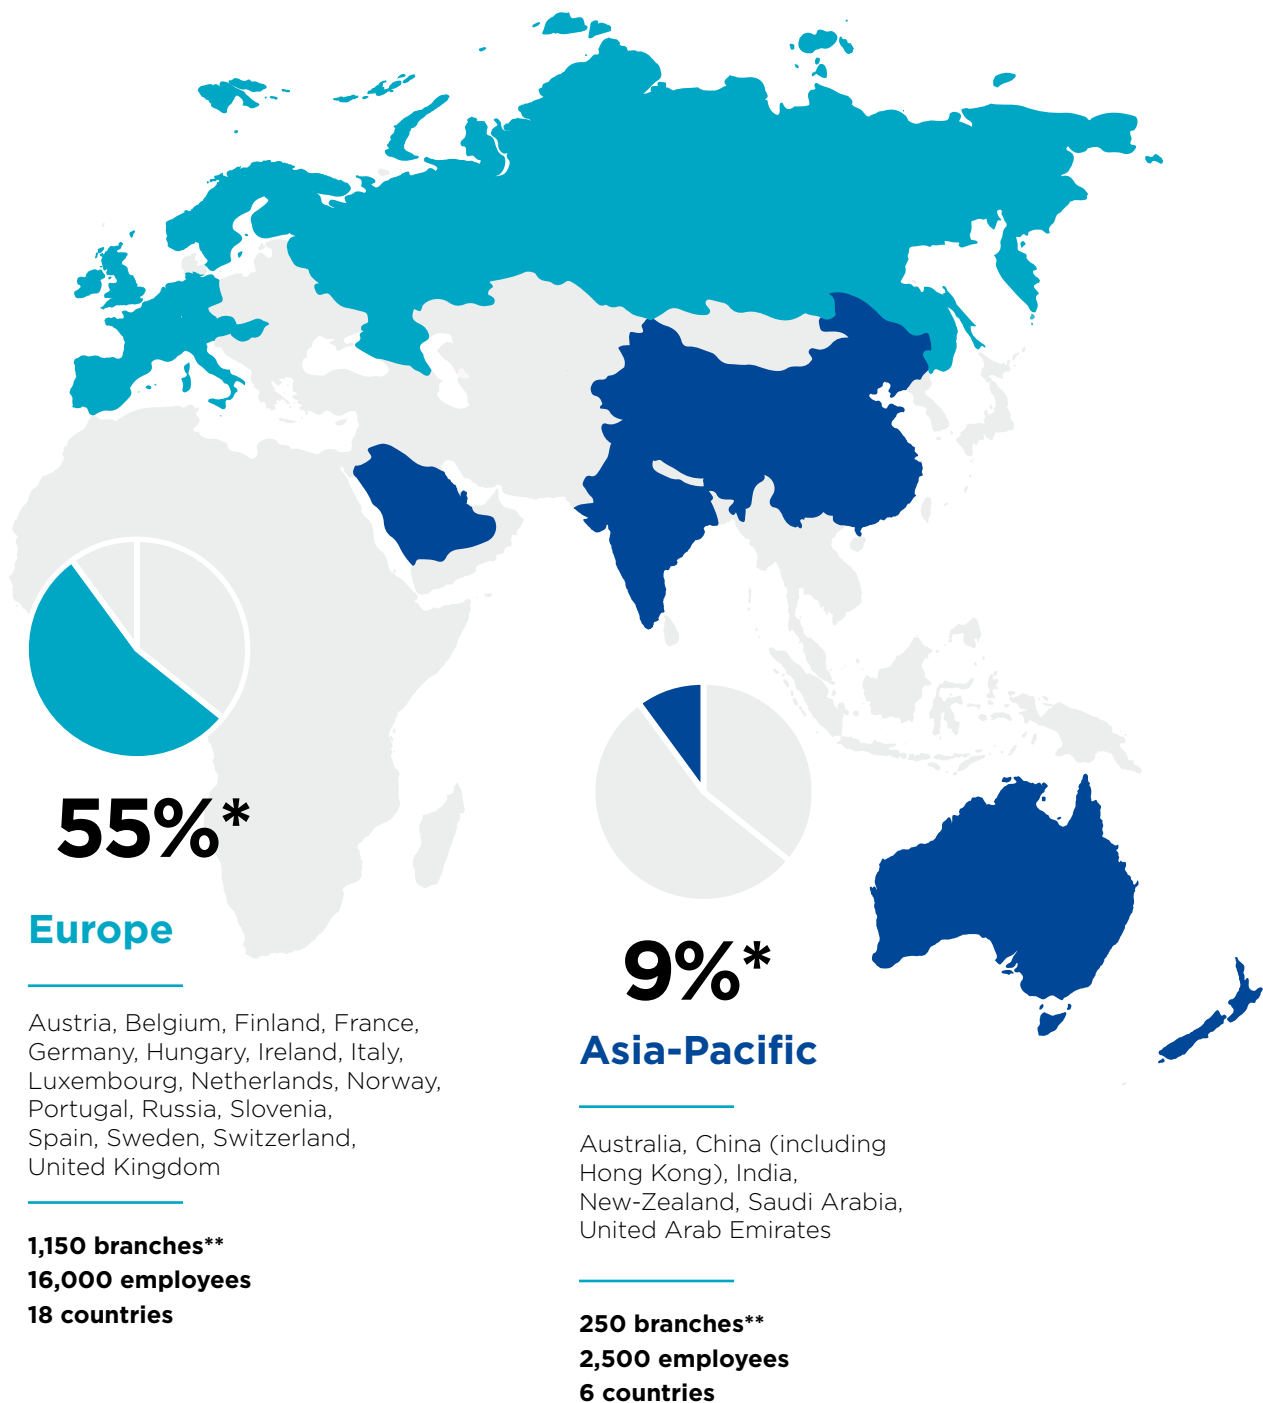 55%*
Europe
Austria, Belgium, Finland, France,
Germany, Hungary, Ireland, Italy,
Luxembourg, Netherlands, Norway,
Portugal, Russia, Slovenia,
Spain, Sweden, Switzerland,
United Kingdom
1,150 branches**
16,000 employees
18 countries
9%*
Asia-Pacific
Australia, China (including
Hong Kong), India,
New-Zealand, Saudi Arabia,
United Arab Emirates
250 branches**
2,500 employees
6 countries